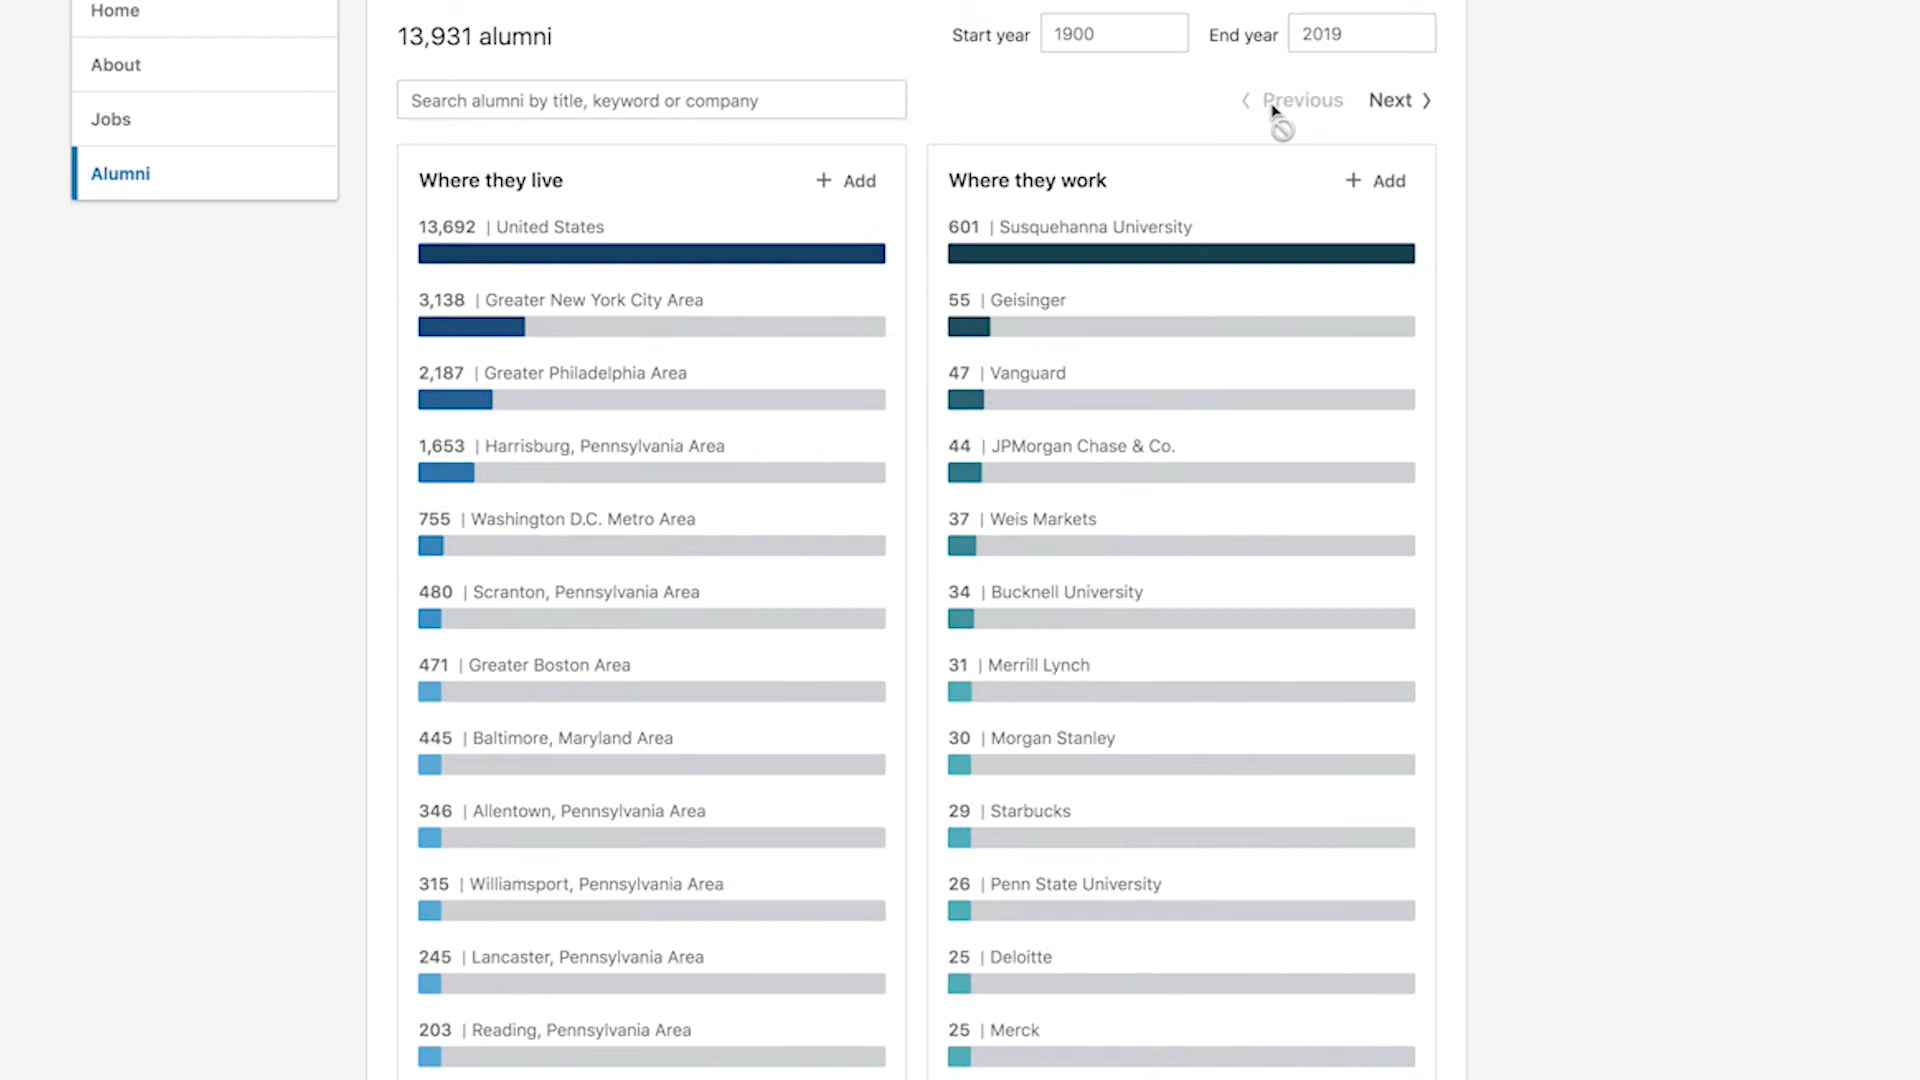 Home
About
Jobs
Alumni
13,931 alumni
Start year 1900 End year 2019
Search alumni by title, keyword or company
Previous Next
Where they live + Add
13,692 | United States
3,138 | Greater New York City Area
2,187 | Greater Philadelphia Area
1,653 | Harrisburg, Pennsylvania Area
755 | Washington D.C. Metro Area
480 | Scranton, Pennsylvania Area
471 | Greater Boston Area
445 | Baltimore, Maryland Area
346 | Allentown, Pennsylvania Area
315 | Williamsport, Pennsylvania Area
245 | Lancaster, Pennsylvania Area
203 | Reading, Pennsylvania Area
Where they work + Add
601 | Susquehanna University
55 | Geisinger
47 | Vanguard
44 | JPMorgan Chase & Co.
37 | Weis Markets
34 | Bucknell University
31 | Merrill Lynch
30 | Morgan Stanley
29 | Starbucks
26 | Penn State University
25 | Deloitte
25 | Merck